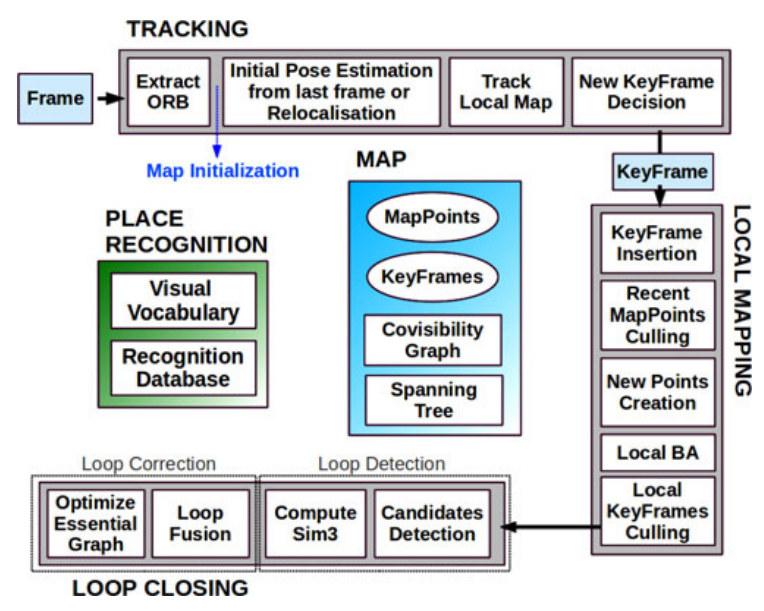 TRACKING
Frame
Extract
ORB
Initial Pose Estimation
from last frame or
Relocalisation
Track
Local Map
New KeyFrame
Decision
Map Initialization
MAP
KeyFrame
PLACE
RECOGNITION
MapPoints
KeyFrames
Covisibility
Graph
Spanning
Tree
Visual
Vocabulary
Recognition
Database
LOCAL MAPPING
KeyFrame
Insertion
Recent
MapPoints
Culling
New Points
Creation
Local BA
Local
KeyFrames
Culling
Loop Correction
Loop Detection
Optimize
Essential
Graph
Loop
Fusion
Compute
Sim3
Candidates
Detection
LOOP CLOSING